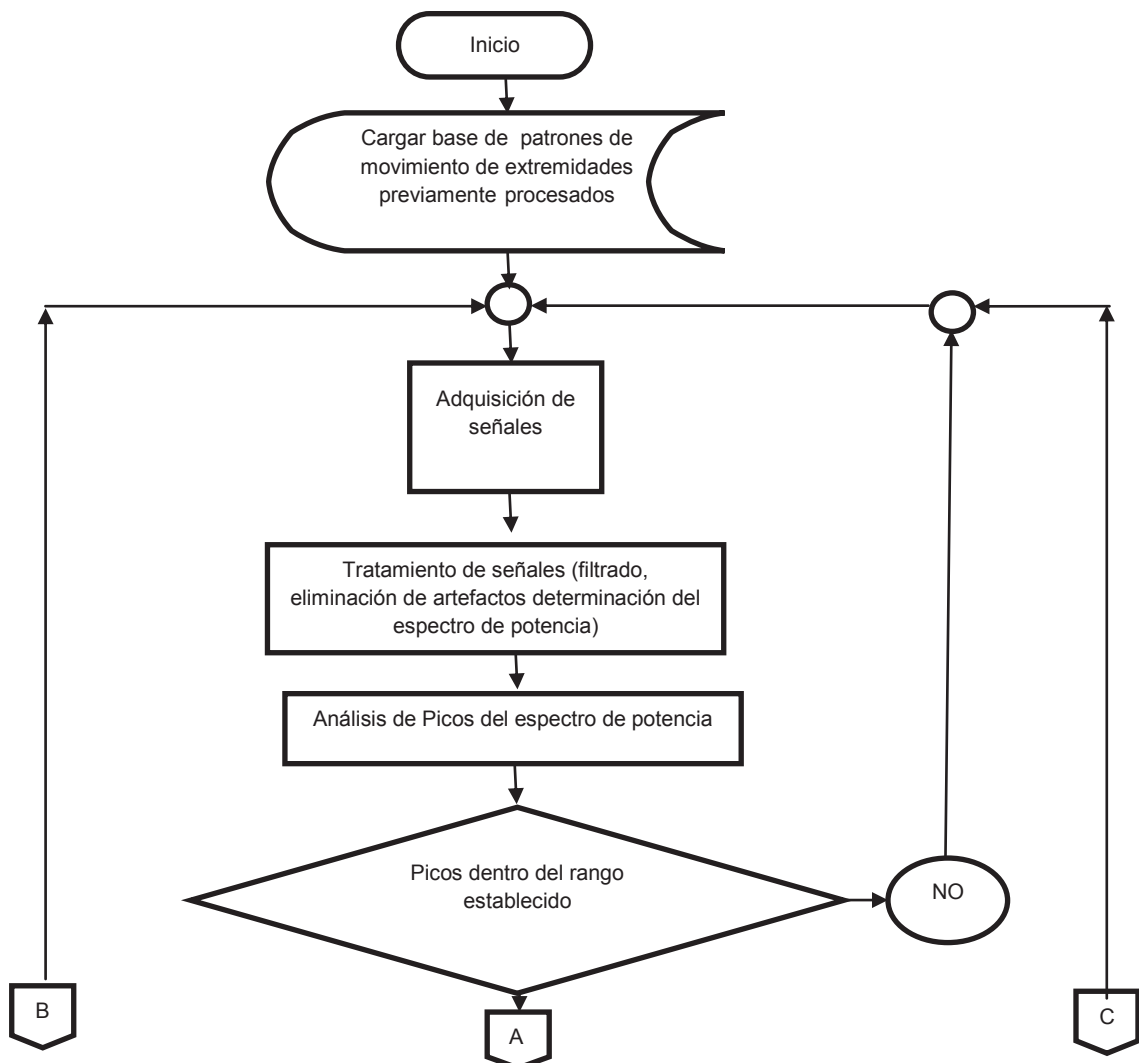 Inicio
Cargar base de patrones de
movimiento de extremidades
previamente procesados
Adquisición de
señales
Tratamiento de señales (filtrado,
eliminación de artefactos determinación del
espectro de potencia)
Análisis de Picos del espectro de potencia
Picos dentro del rango
establecido
NO
B
A
C